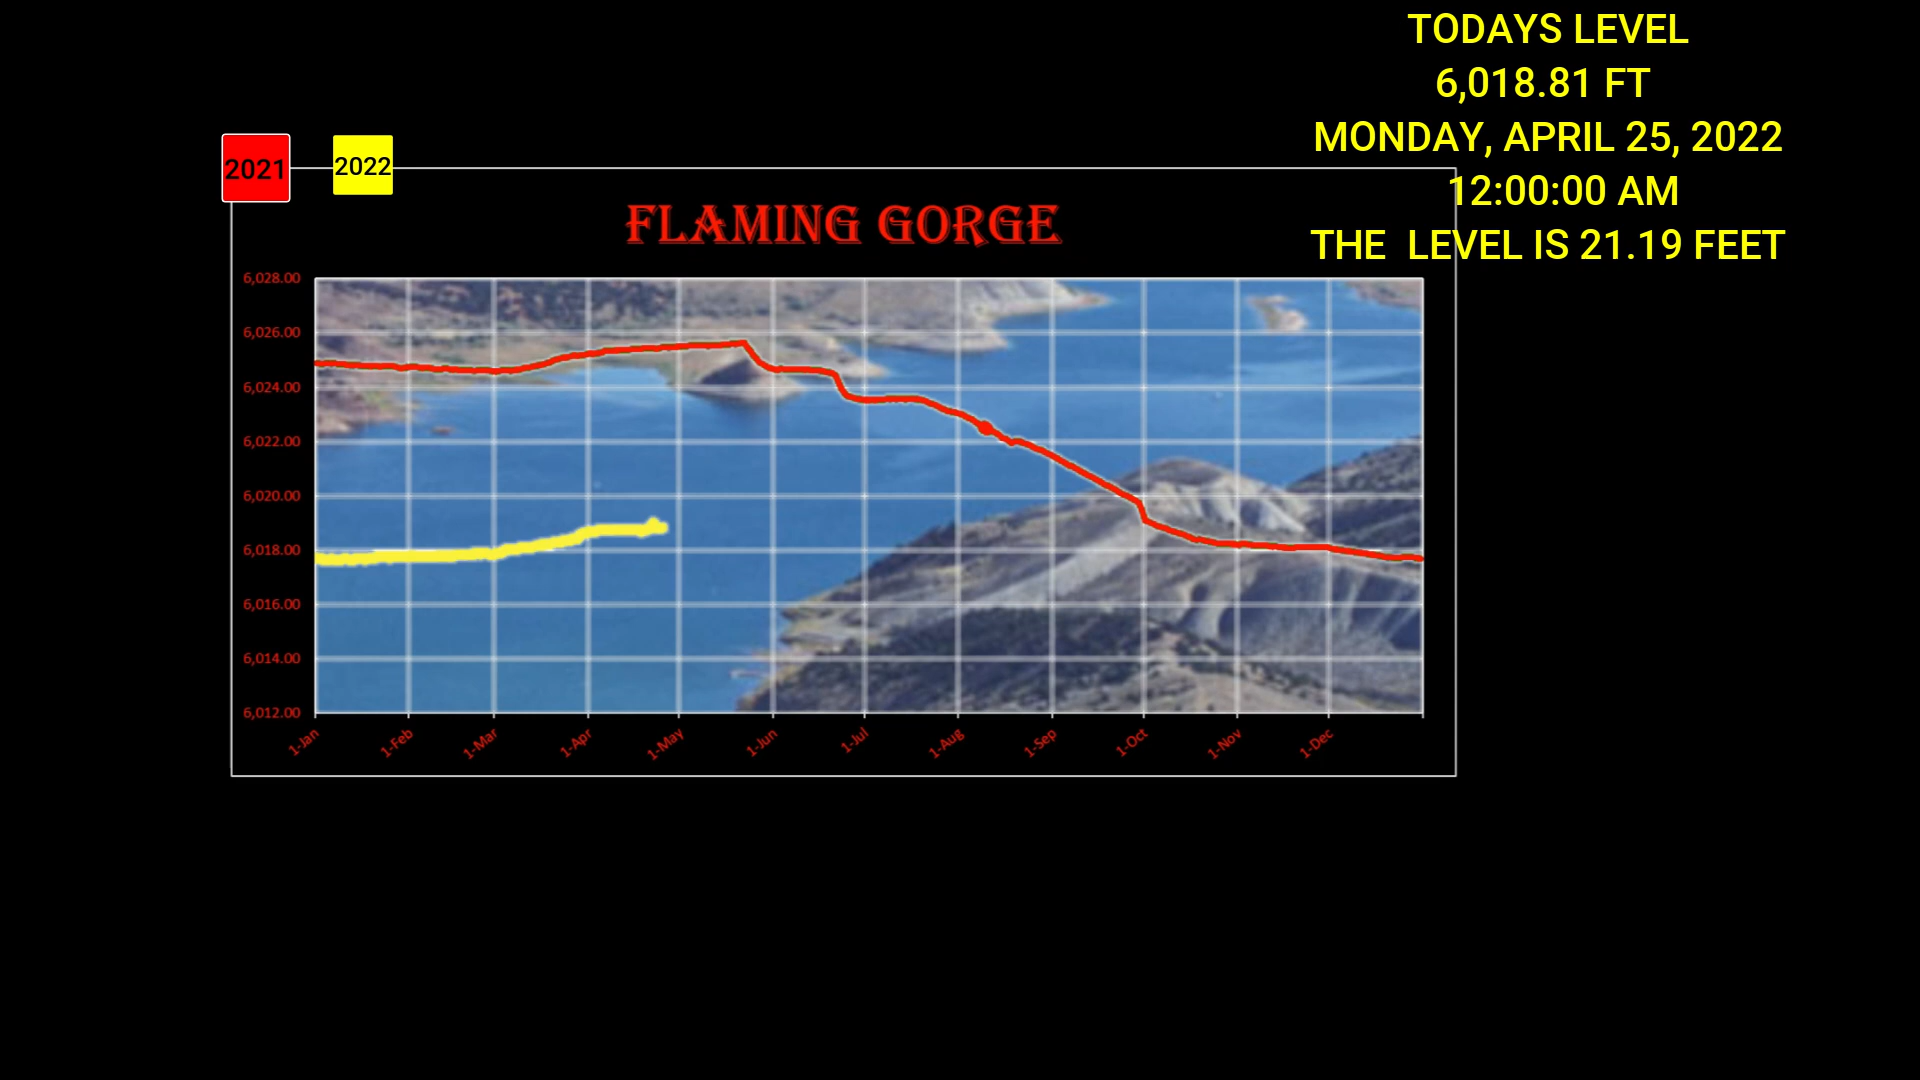 TODAYS LEVEL
6,018.81 FT
MONDAY, APRIL 25, 2022
12:00:00 AM
THE LEVEL IS 21.19 FEET
2021
2022
FLAMING GORGE
6,028.00
6,026.00
6,024.00
6,022.00
6,020.00
6,018.00
6,016.00
6,014.00
6,012.00
1-Jan 1-Feb 1-Mar 1-Apr 1-May 1-Jun 1-Jul 1-Aug 1-Sep 1-Oct 1-Nov 1-Dec